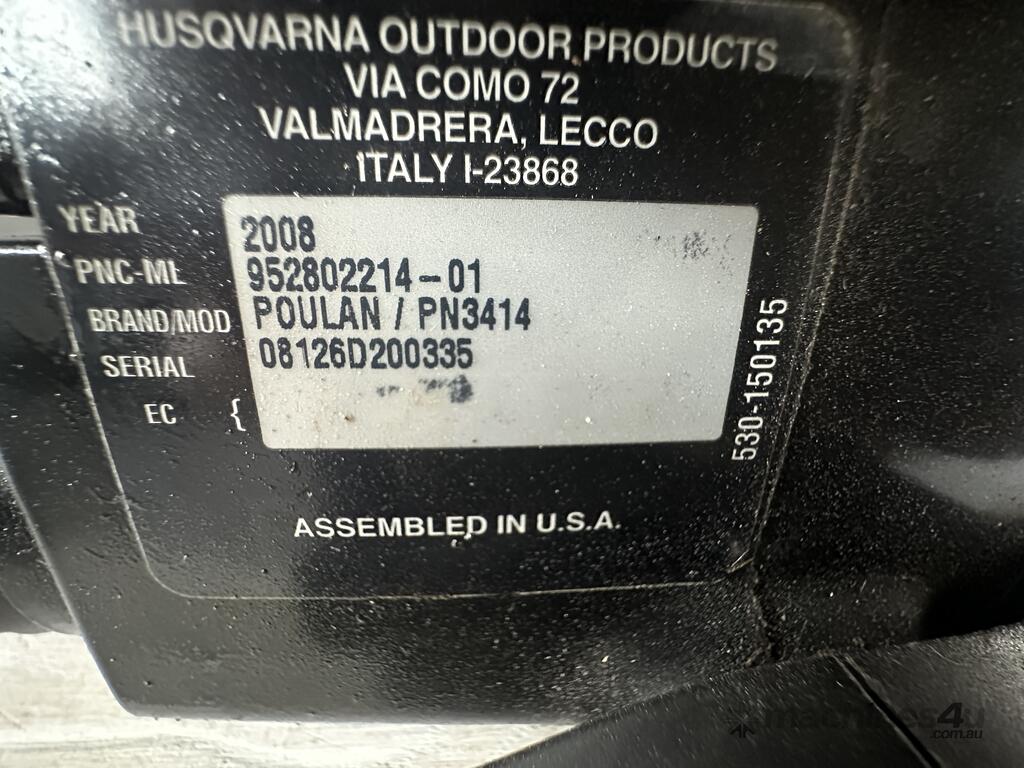 HUSQVARNA OUTDOOR PRODUCTS
VIA COMO 72
VALMADRERA, LECCO
ITALY I-23868
YEAR 2008
PNC-ML 952802214-01
BRAND/MOD POULAN / PN3414
SERIAL 08126D200335
EC {
530-150135
ASSEMBLED IN U.S.A.
machines4u
.com.au